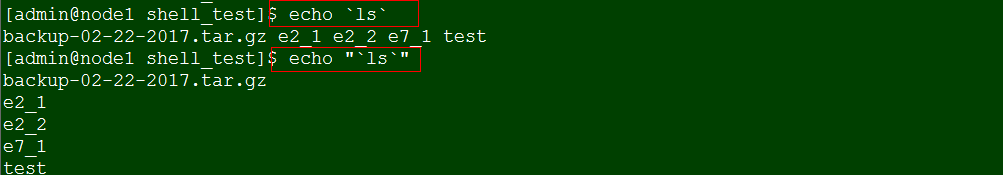 [admin@node1 shell_test]$ echo `ls`
backup-02-22-2017.tar.gz e2_1 e2_2 e7_1 test
[admin@node1 shell_test]$ echo "`ls`"
backup-02-22-2017.tar.gz
e2_1
e2_2
e7_1
test